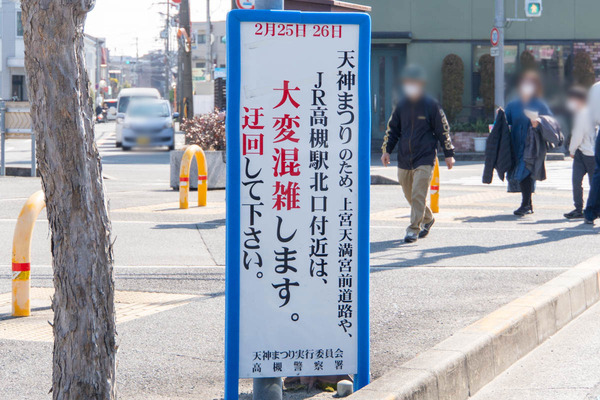 2月25日 26日
天神まつりのため、上宮天満宮前道路や、
JR高槻駅北口付近は、
大変混雑します。
迂回して下さい。
天神まつり実行委員会
高槻警察署